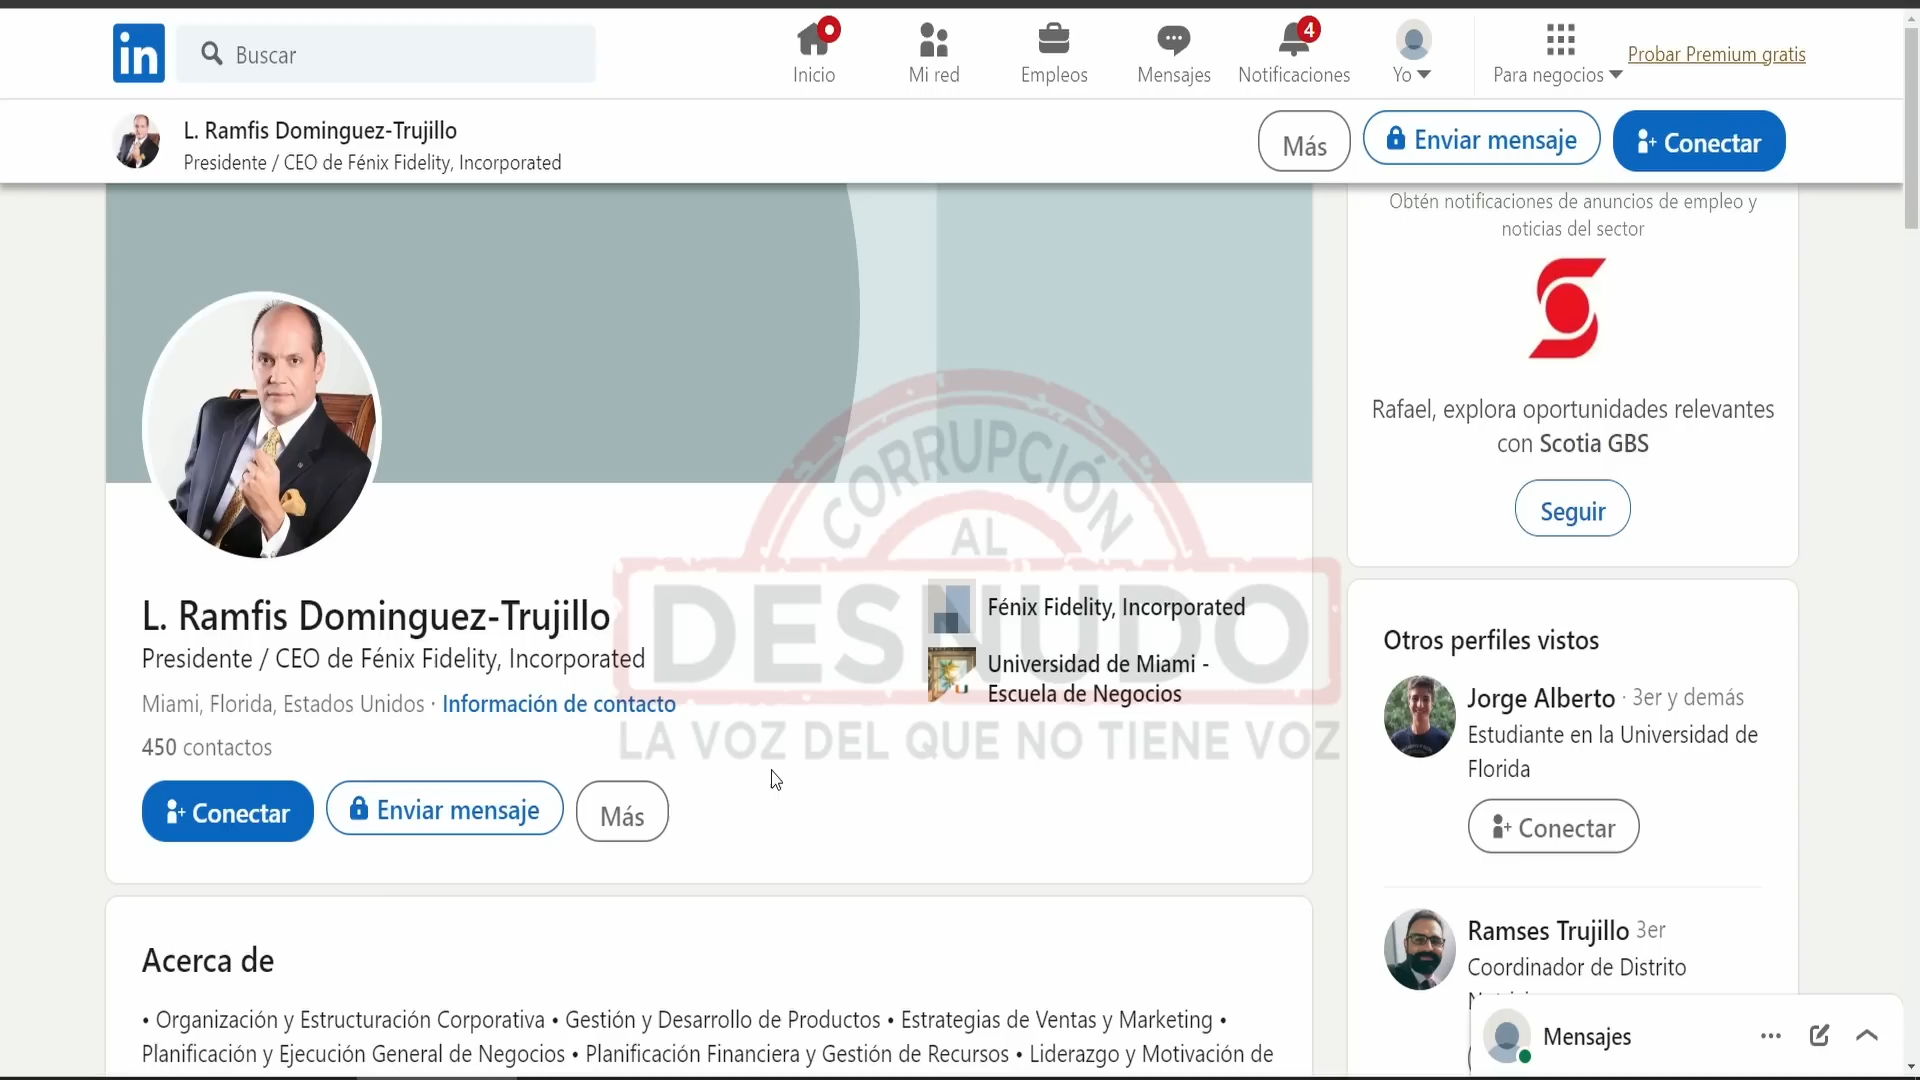 in
Buscar
Inicio
Mi red
Empleos
Mensajes
4
Notificaciones
Yo
Para negocios
Probar Premium gratis
L. Ramfis Dominguez-Trujillo
Presidente / CEO de Fénix Fidelity, Incorporated
Más
Enviar mensaje
Conectar
Obtén notificaciones de anuncios de empleo y
noticias del sector
Rafael, explora oportunidades relevantes
con Scotia GBS
Seguir
CORRUPCIÓN
AL
DESNUDO
LA VOZ DEL QUE NO TIENE VOZ
L. Ramfis Dominguez-Trujillo
Presidente / CEO de Fénix Fidelity, Incorporated
Miami, Florida, Estados Unidos · Información de contacto
450 contactos
Conectar
Enviar mensaje
Más
Fénix Fidelity, Incorporated
Universidad de Miami -
Escuela de Negocios
Otros perfiles vistos
Jorge Alberto · 3er y demás
Estudiante en la Universidad de
Florida
Conectar
Ramses Trujillo 3er
Coordinador de Distrito
Mensajes
Acerca de
• Organización y Estructuración Corporativa • Gestión y Desarrollo de Productos • Estrategias de Ventas y Marketing •
Planificación y Ejecución General de Negocios • Planificación Financiera y Gestión de Recursos • Liderazgo y Motivación de